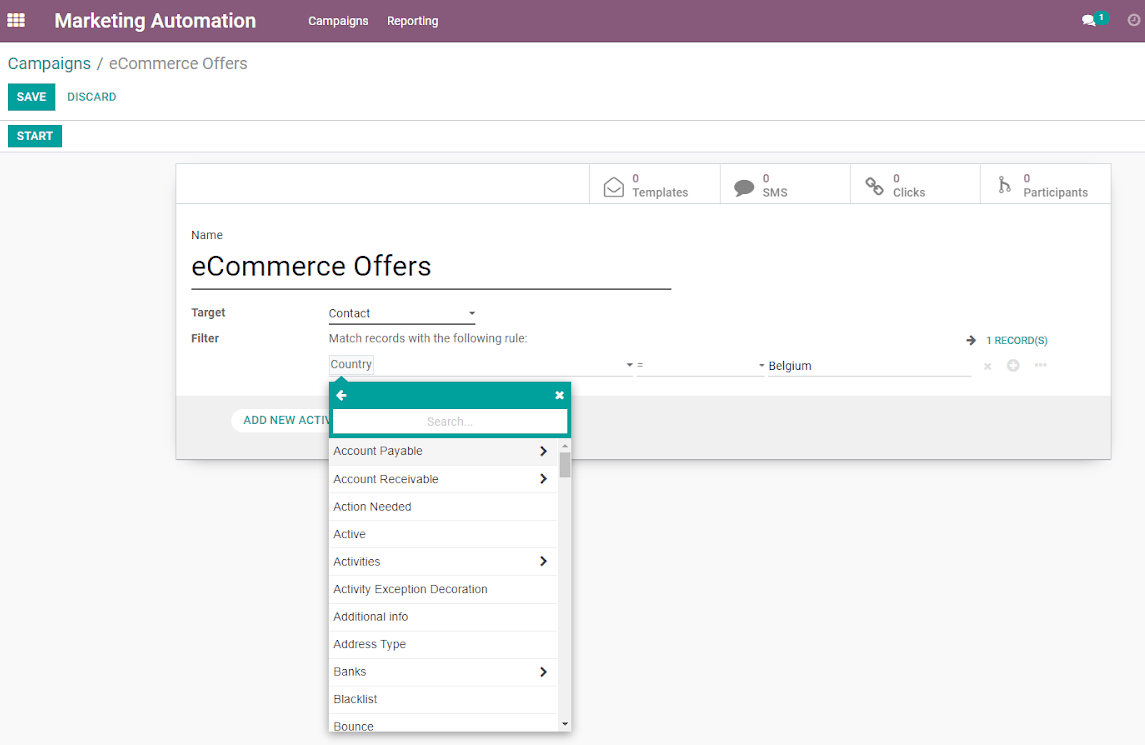 Marketing Automation Campaigns Reporting 1
Campaigns / eCommerce Offers
SAVE DISCARD
START
0 Templates
0 SMS
0 Clicks
0 Participants
Name
eCommerce Offers
Target Contact
Filter Match records with the following rule: 1 RECORD(S)
Country = Belgium
ADD NEW ACTIV
Search...
Account Payable
Account Receivable
Action Needed
Active
Activities
Activity Exception Decoration
Additional info
Address Type
Banks
Blacklist
Bounce